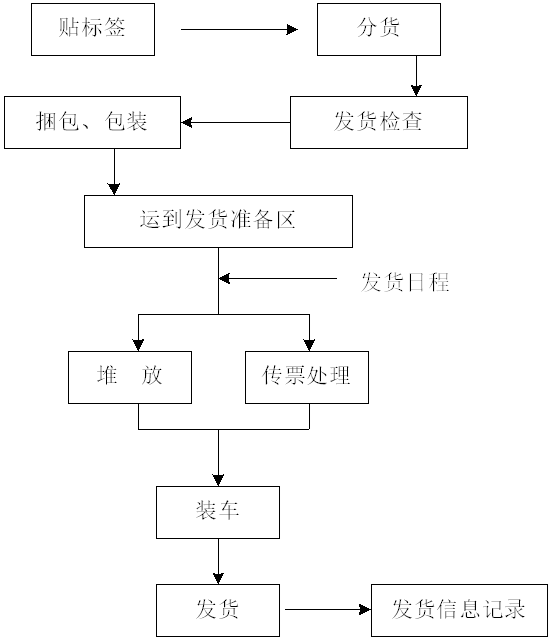 贴标签
分货
发货检查
捆包、包装
运到发货准备区
发货日程
堆　放
传票处理
装车
发货
发货信息记录